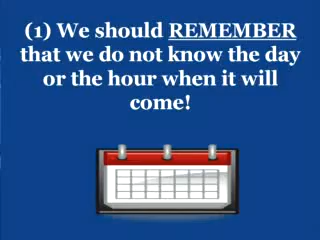 (1) We should REMEMBER
that we do not know the day
or the hour when it will
come!